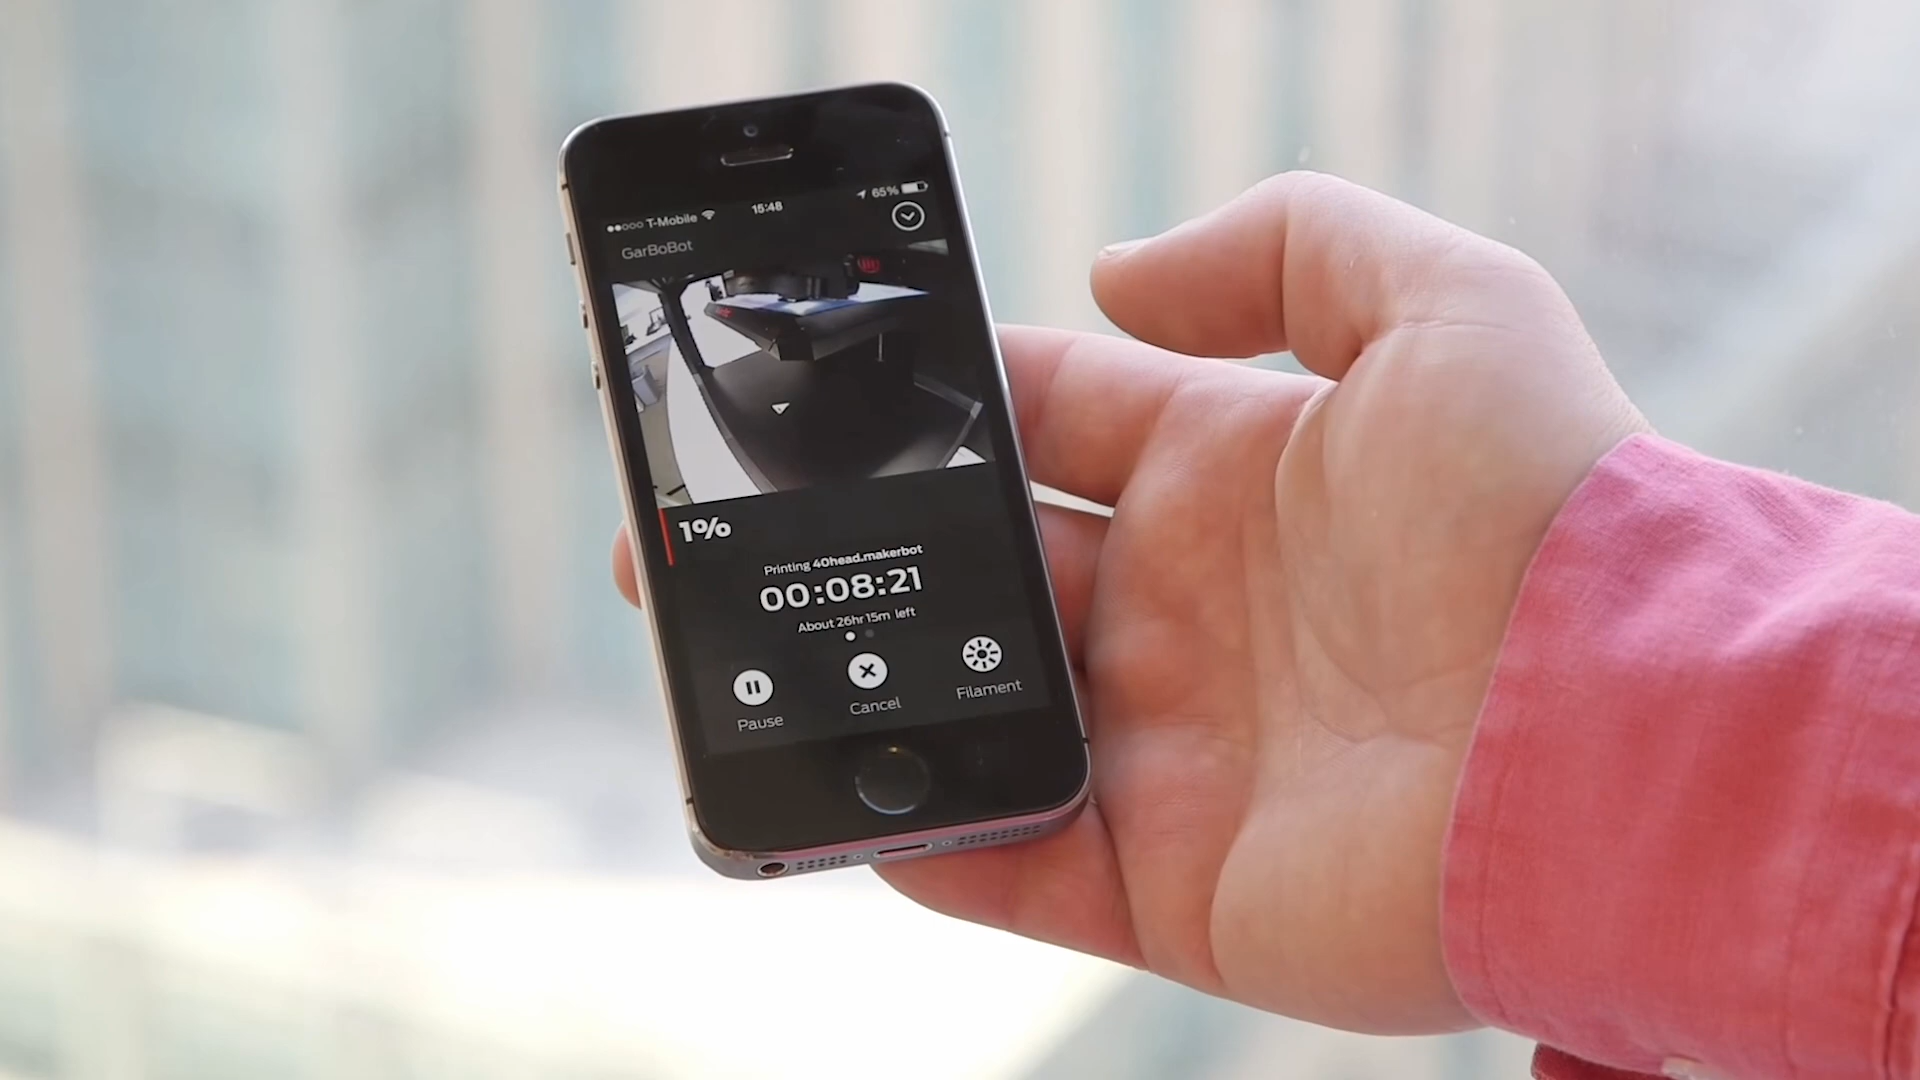 T-Mobile 15:48 65%
GarBoBot
1%
Printing 40head.makerbot
00:08:21
About 26hr 15m left
Pause Cancel Filament